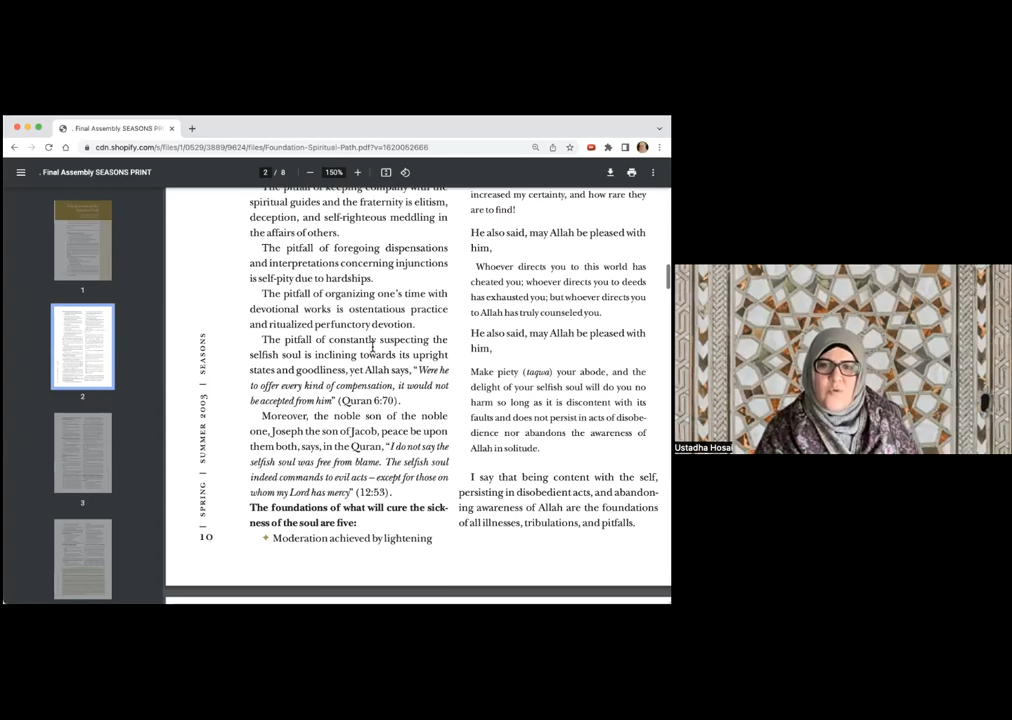 . Final Assembly SEASONS PRI
cdn.shopify.com/s/files/1/0529/3889/9624/files/Foundation-Spiritual-Path.pdf?v=1620052666
. Final Assembly SEASONS PRINT
2 / 8
150%
1
2
3
SPRING | SUMMER 2003 | SEASONS
10
The pitfall of keeping company with the
spiritual guides and the fraternity is elitism,
deception, and self-righteous meddling in
the affairs of others.
The pitfall of foregoing dispensations
and interpretations concerning injunctions
is self-pity due to hardships.
The pitfall of organizing one's time with
devotional works is ostentatious practice
and ritualized perfunctory devotion.
The pitfall of constantly suspecting the
selfish soul is inclining towards its upright
states and goodliness, yet Allah says, "Were he
to offer every kind of compensation, it would not
be accepted from him" (Quran 6:70).
Moreover, the noble son of the noble
one, Joseph the son of Jacob, peace be upon
them both, says, in the Quran, "I do not say the
selfish soul was free from blame. The selfish soul
indeed commands to evil acts – except for those on
whom my Lord has mercy" (12:53).
The foundations of what will cure the sick-
ness of the soul are five:
✦ Moderation achieved by lightening
increased my certainty, and how rare they
are to find!
He also said, may Allah be pleased with
him,
Whoever directs you to this world has
cheated you; whoever directs you to deeds
has exhausted you; but whoever directs you
to Allah has truly counseled you.
He also said, may Allah be pleased with
him,
Make piety (taqwa) your abode, and the
delight of your selfish soul will do you no
harm so long as it is discontent with its
faults and does not persist in acts of disobe-
dience nor abandons the awareness of
Allah in solitude.
I say that being content with the self,
persisting in disobedient acts, and abandon-
ing awareness of Allah are the foundations
of all illnesses, tribulations, and pitfalls.
Ustadha Hosai